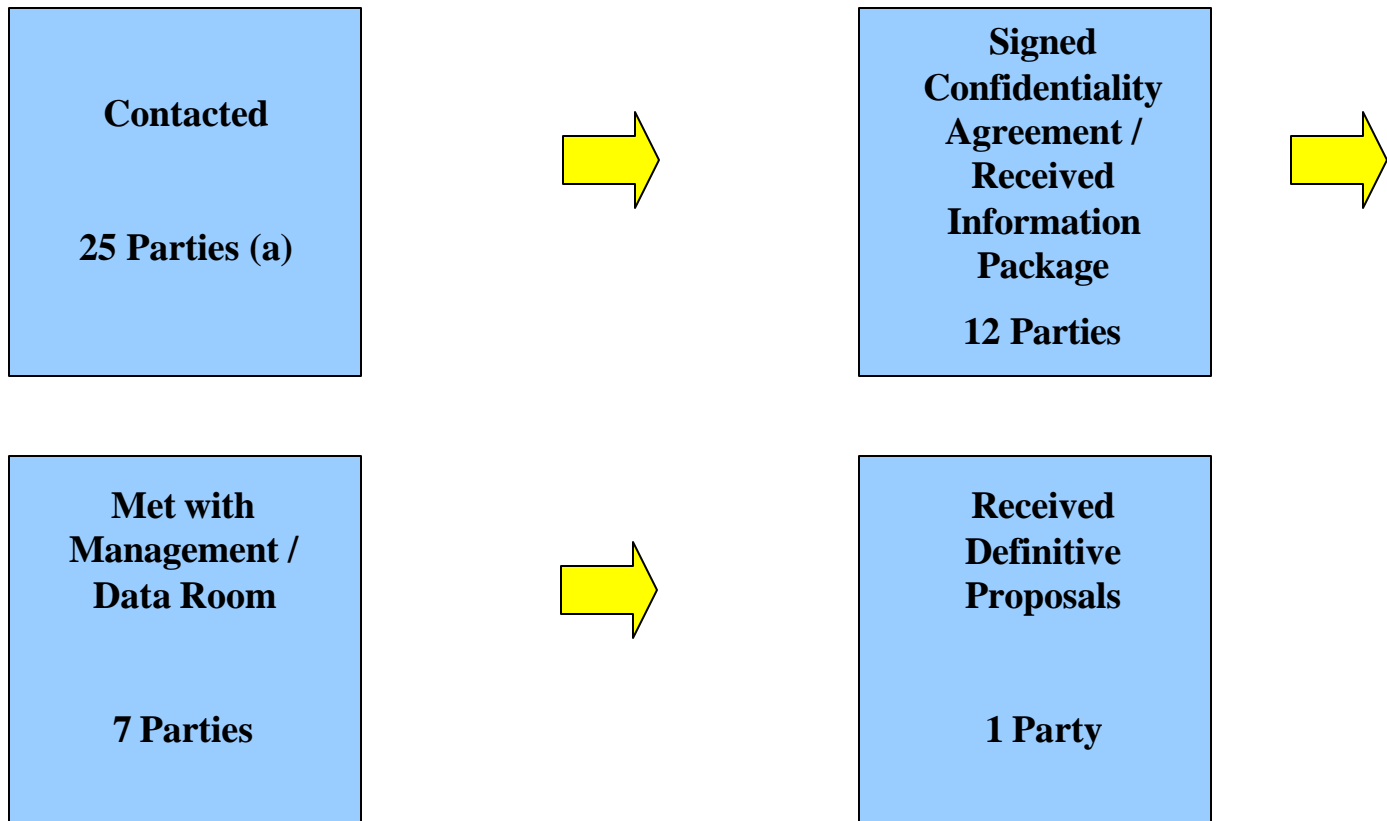 Contacted
25 Parties (a)
Signed
Confidentiality
Agreement /
Received
Information
Package
12 Parties
Met with
Management /
Data Room
7 Parties
Received
Definitive
Proposals
1 Party